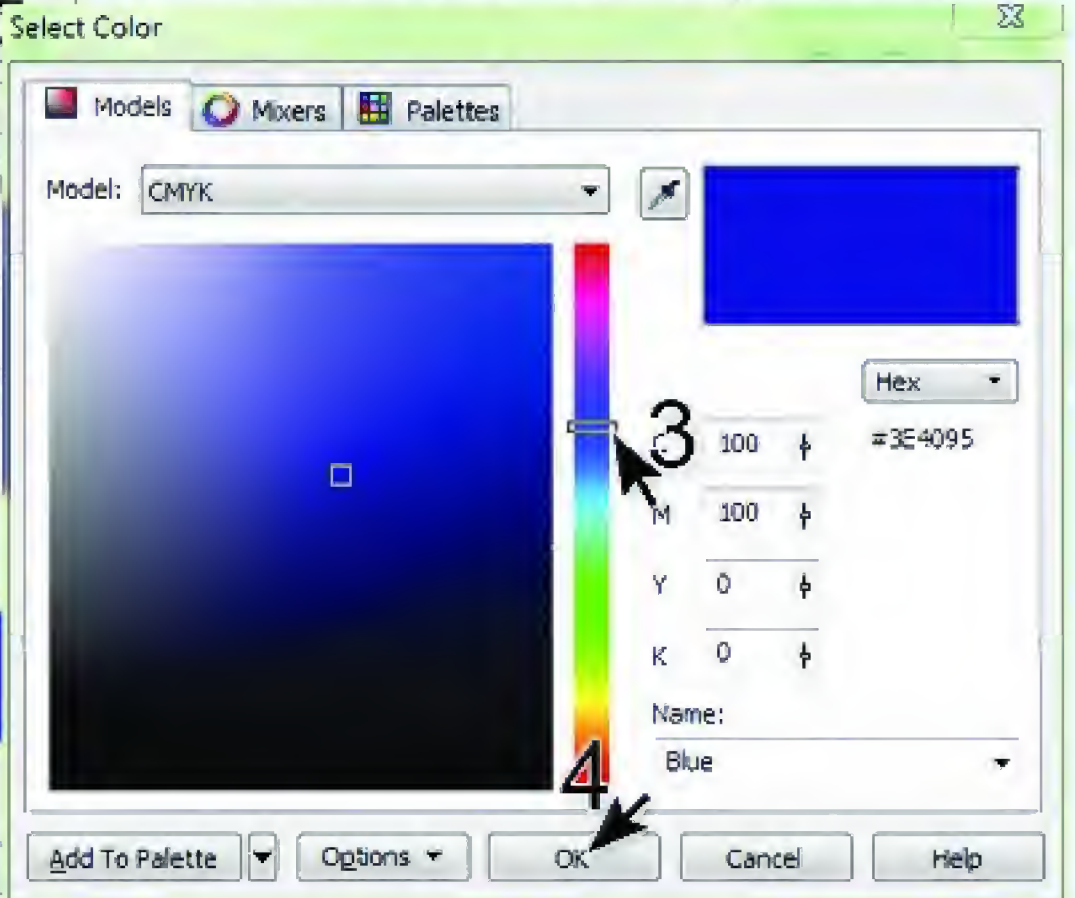 Select Color
Models Mixers Palettes
Model: CMYK
Hex
3
C 100 #3E4095
M 100
Y 0
K 0
Name:
Blue
4
Add To Palette Options OK Cancel Help